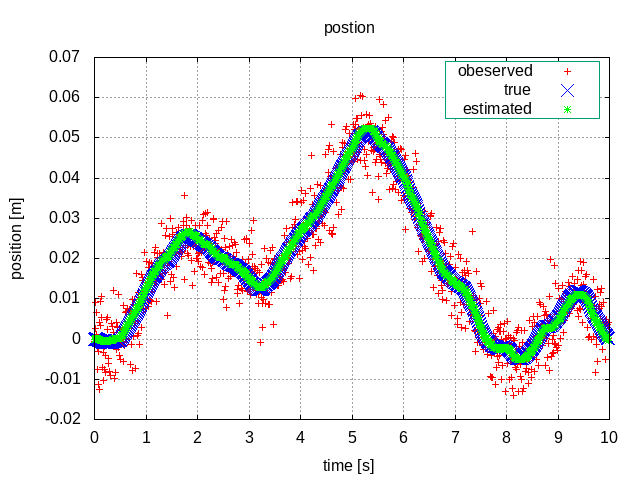 postion
0.07
0.06
0.05
0.04
0.03
0.02
0.01
0
-0.01
-0.02
position [m]
obeserved
true
estimated
0 1 2 3 4 5 6 7 8 9 10
time [s]